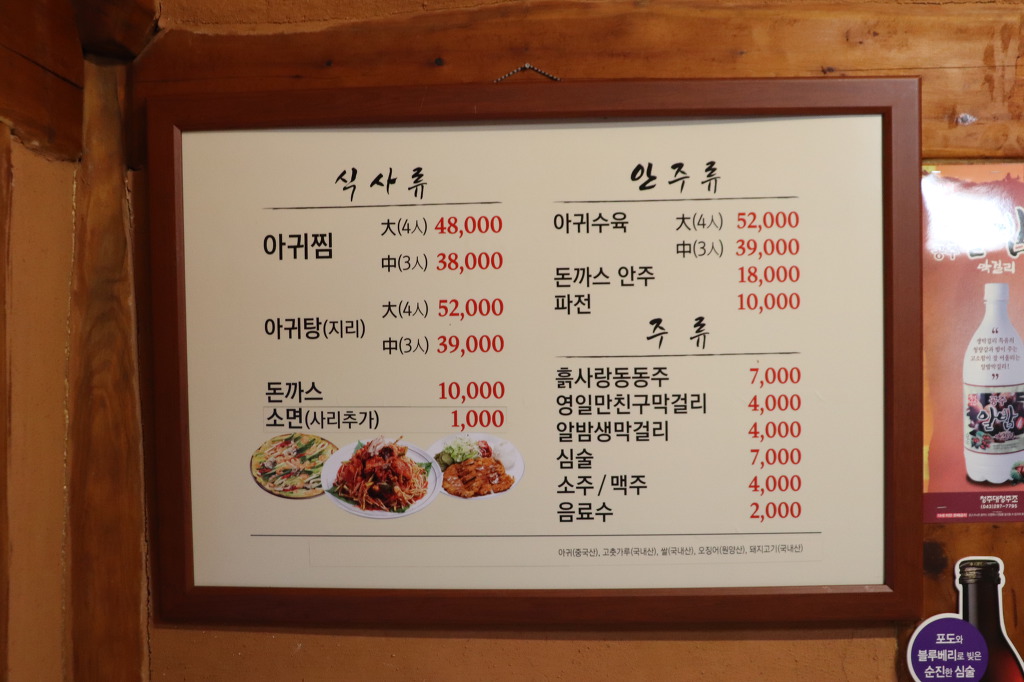 식사류
아귀찜 大(4人) 48,000
中(3人) 38,000
아귀탕(지리) 大(4人) 52,000
中(3人) 39,000
돈까스 10,000
소면(사리추가) 1,000
안주류
아귀수육 大(4人) 52,000
中(3人) 39,000
돈까스 안주 18,000
파전 10,000
주류
흙사랑동동주 7,000
영일만친구막걸리 4,000
알밤생막걸리 4,000
심술 7,000
소주 / 맥주 4,000
음료수 2,000
아귀(중국산), 고춧가루(국내산), 쌀(국내산), 오징어(원양산), 돼지고기(국내산)
막걸리
알밤
포도와
블루베리로 빚은
순진한 심술